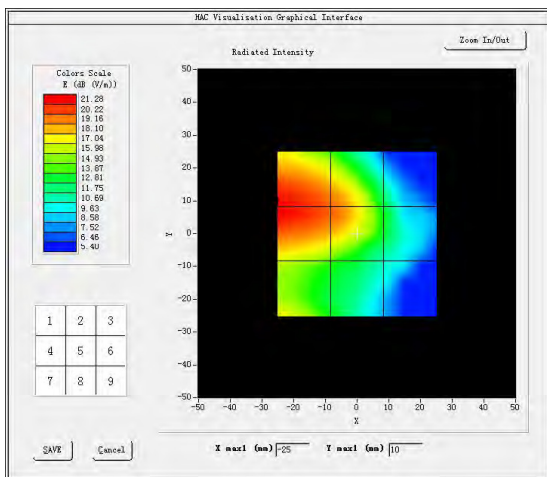 HAC Visualisation Graphical Interface
Zoom In/Out
Radiated Intensity
Colors Scale
E (dB (V/m))
21.28
20.22
19.16
18.10
17.04
15.98
14.93
13.87
12.81
11.75
10.69
9.63
8.58
7.52
6.46
5.40
50
40
30
20
10
0
-10
-20
-30
-40
-50
Y
-50 -40 -30 -20 -10 0 10 20 30 40 50
X
1 2 3
4 5 6
7 8 9
SAVE Cancel
X max1 (mm) -25 Y max1 (mm) 10